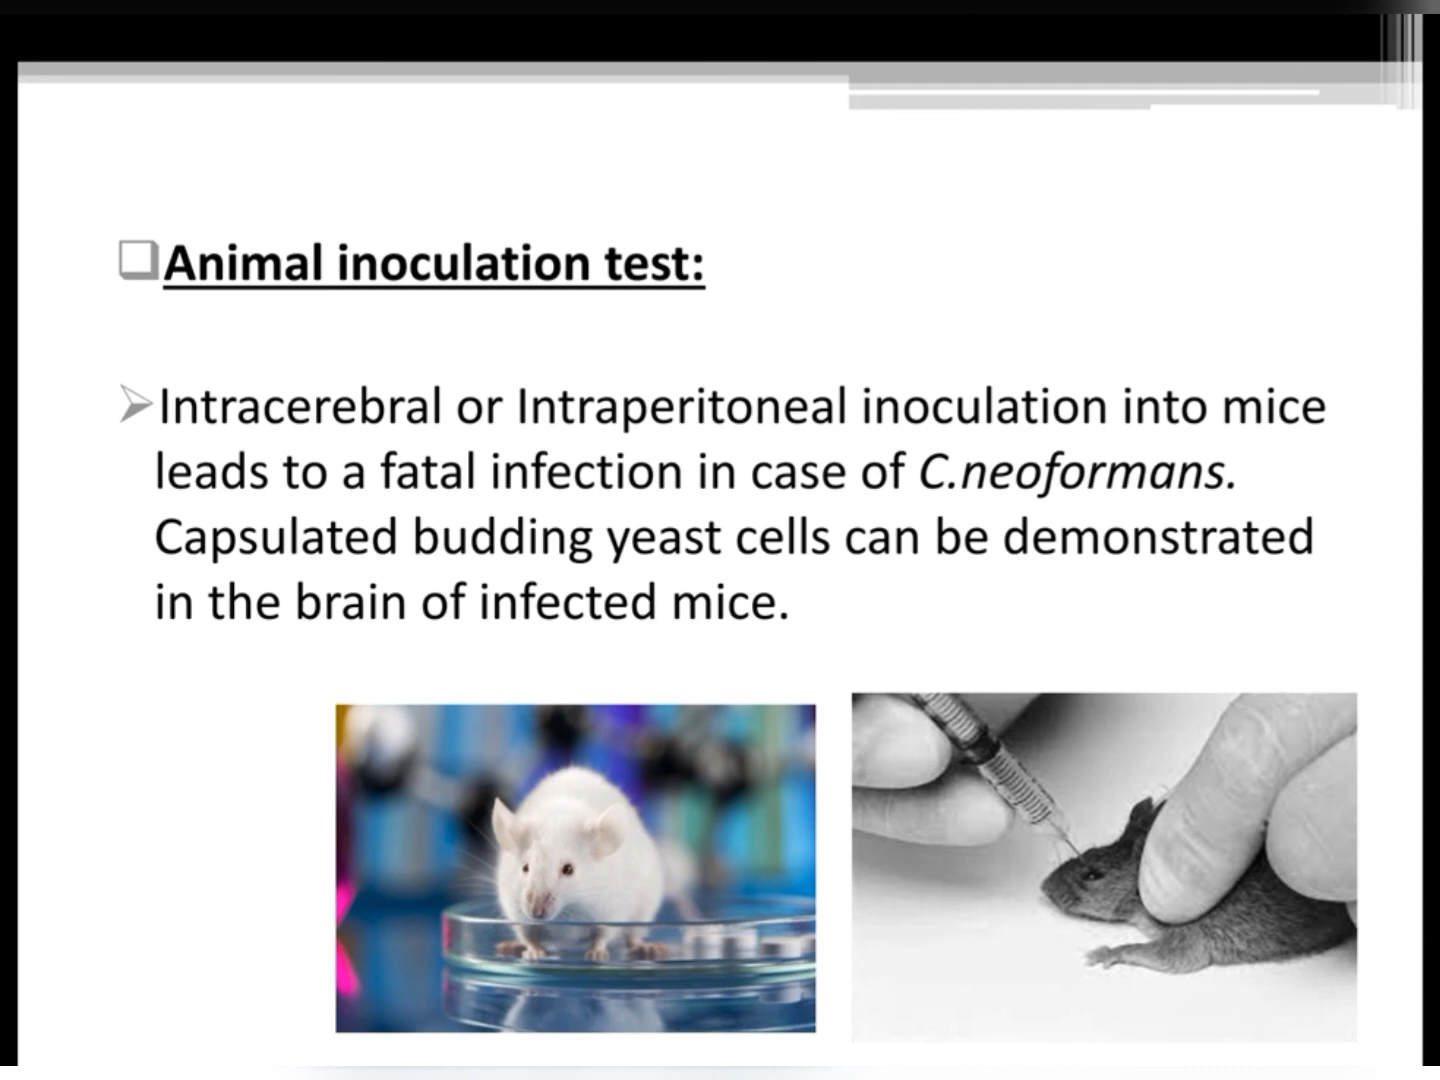 Animal inoculation test:
Intracerebral or Intraperitoneal inoculation into mice
leads to a fatal infection in case of C.neoformans.
Capsulated budding yeast cells can be demonstrated
in the brain of infected mice.